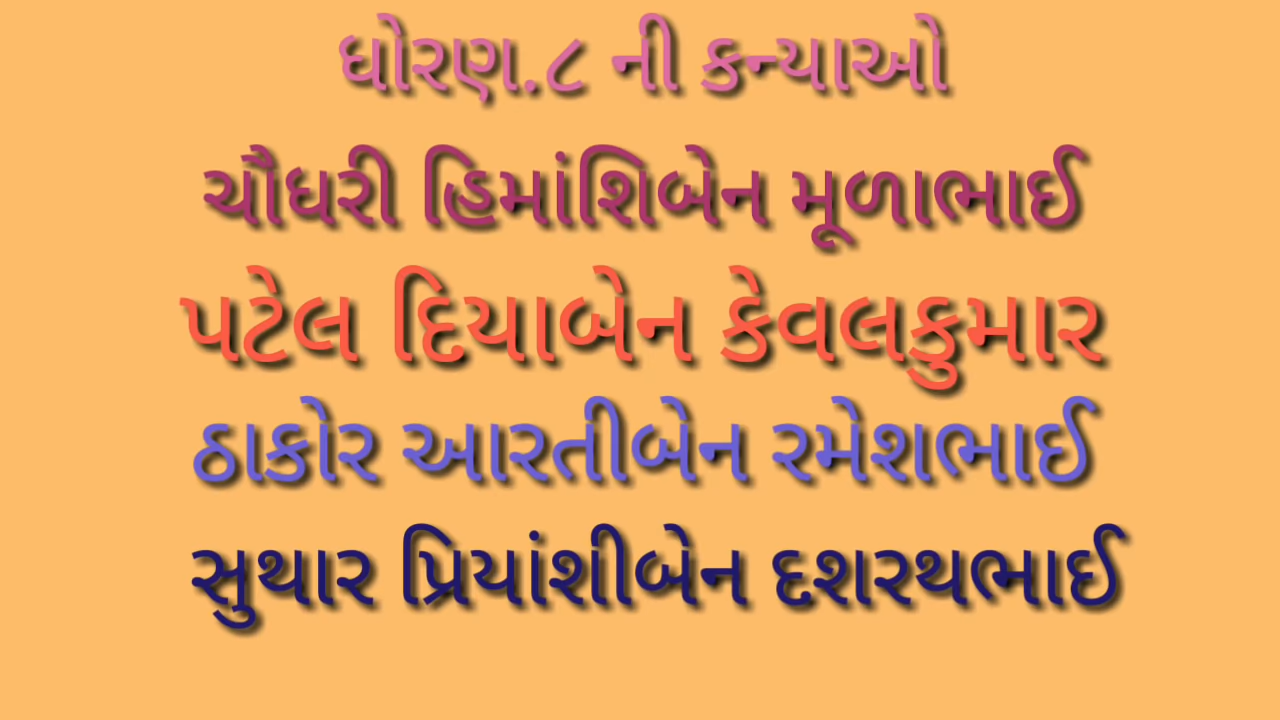 ધોરણ.૮ ની કન્યાઓ
ચૌધરી હિમાંશિબેન મૂળાભાઈ
પટેલ દિયાબેન કેવલકુમાર
ઠાકોર આરતીબેન રમેશભાઈ
સુથાર પ્રિયાંશીબેન દશરથભાઈ